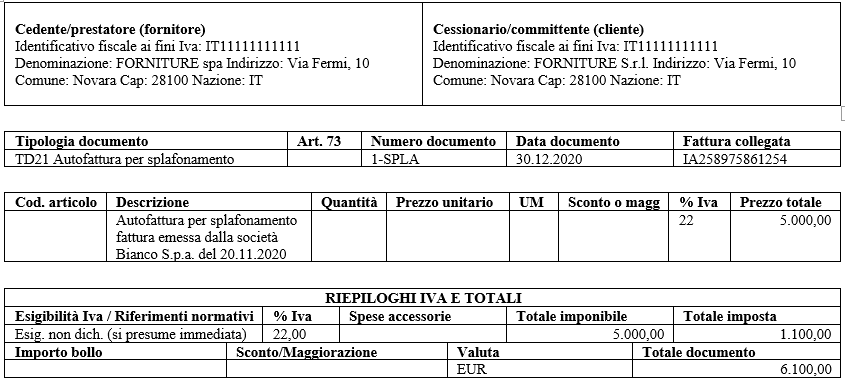 Cedente/prestatore (fornitore)
Identificativo fiscale ai fini Iva: IT11111111111
Denominazione: FORNITURE spa Indirizzo: Via Fermi, 10
Comune: Novara Cap: 28100 Nazione: IT
Cessionario/committente (cliente)
Identificativo fiscale ai fini Iva: IT11111111111
Denominazione: FORNITURE S.r.l. Indirizzo: Via Fermi, 10
Comune: Novara Cap: 28100 Nazione: IT
Tipologia documento Art. 73 Numero documento Data documento Fattura collegata
TD21 Autofattura per splafonamento 1-SPLA 30.12.2020 IA258975861254
Cod. articolo Descrizione Quantità Prezzo unitario UM Sconto o magg % Iva Prezzo totale
Autofattura per splafonamento 22 5.000,00
fattura emessa dalla società
Bianco S.p.a. del 20.11.2020
RIEPILOGHI IVA E TOTALI
Esigibilità Iva / Riferimenti normativi % Iva Spese accessorie Totale imponibile Totale imposta
Esig. non dich. (si presume immediata) 22,00 5.000,00 1.100,00
Importo bollo Sconto/Maggiorazione Valuta Totale documento
EUR 6.100,00